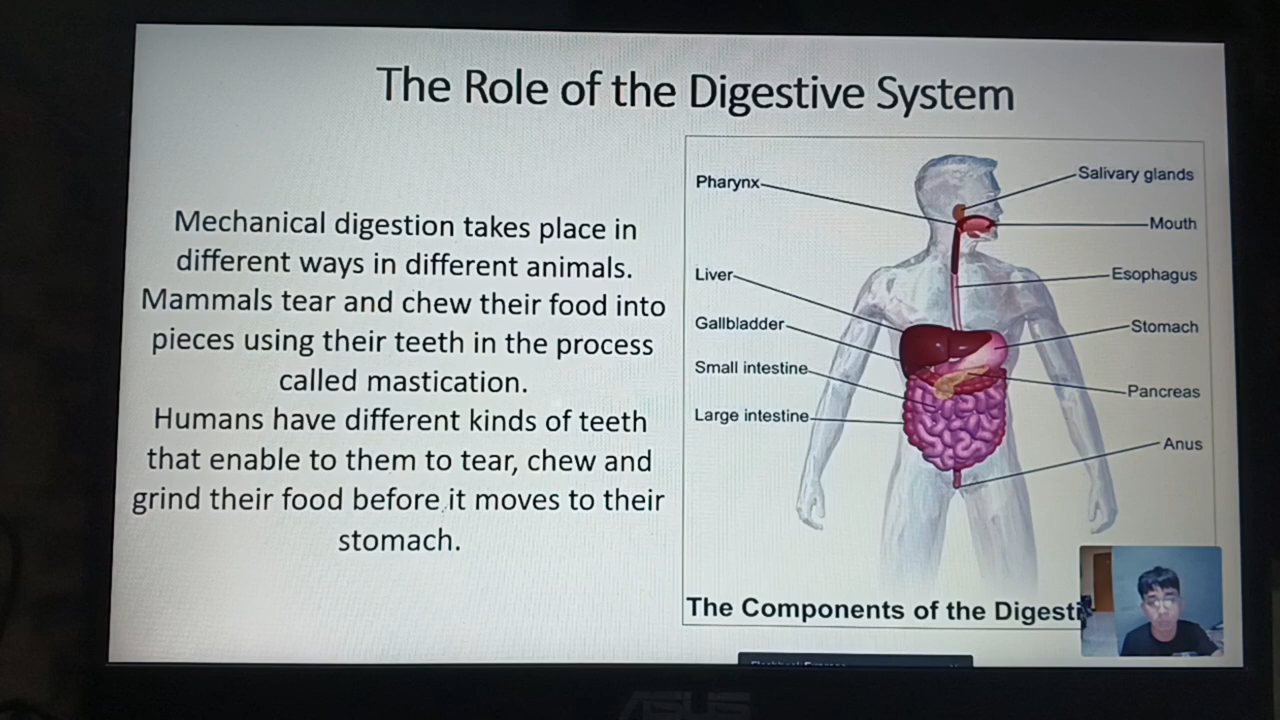 The Role of the Digestive System
Mechanical digestion takes place in
different ways in different animals.
Mammals tear and chew their food into
pieces using their teeth in the process
called mastication.
Humans have different kinds of teeth
that enable to them to tear, chew and
grind their food before it moves to their
stomach.
Pharynx
Salivary glands
Mouth
Liver
Esophagus
Gallbladder
Stomach
Small intestine
Pancreas
Large intestine
Anus
The Components of the Digesti
ASUS